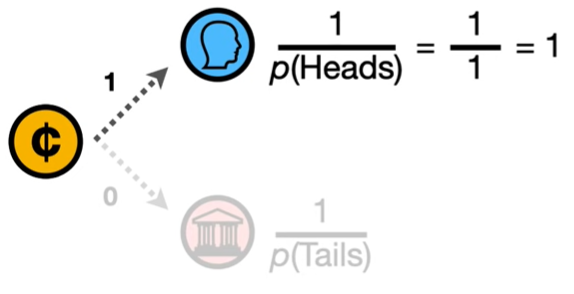 1
¢
0
1/p(Heads) = 1/1 = 1
1/p(Tails)